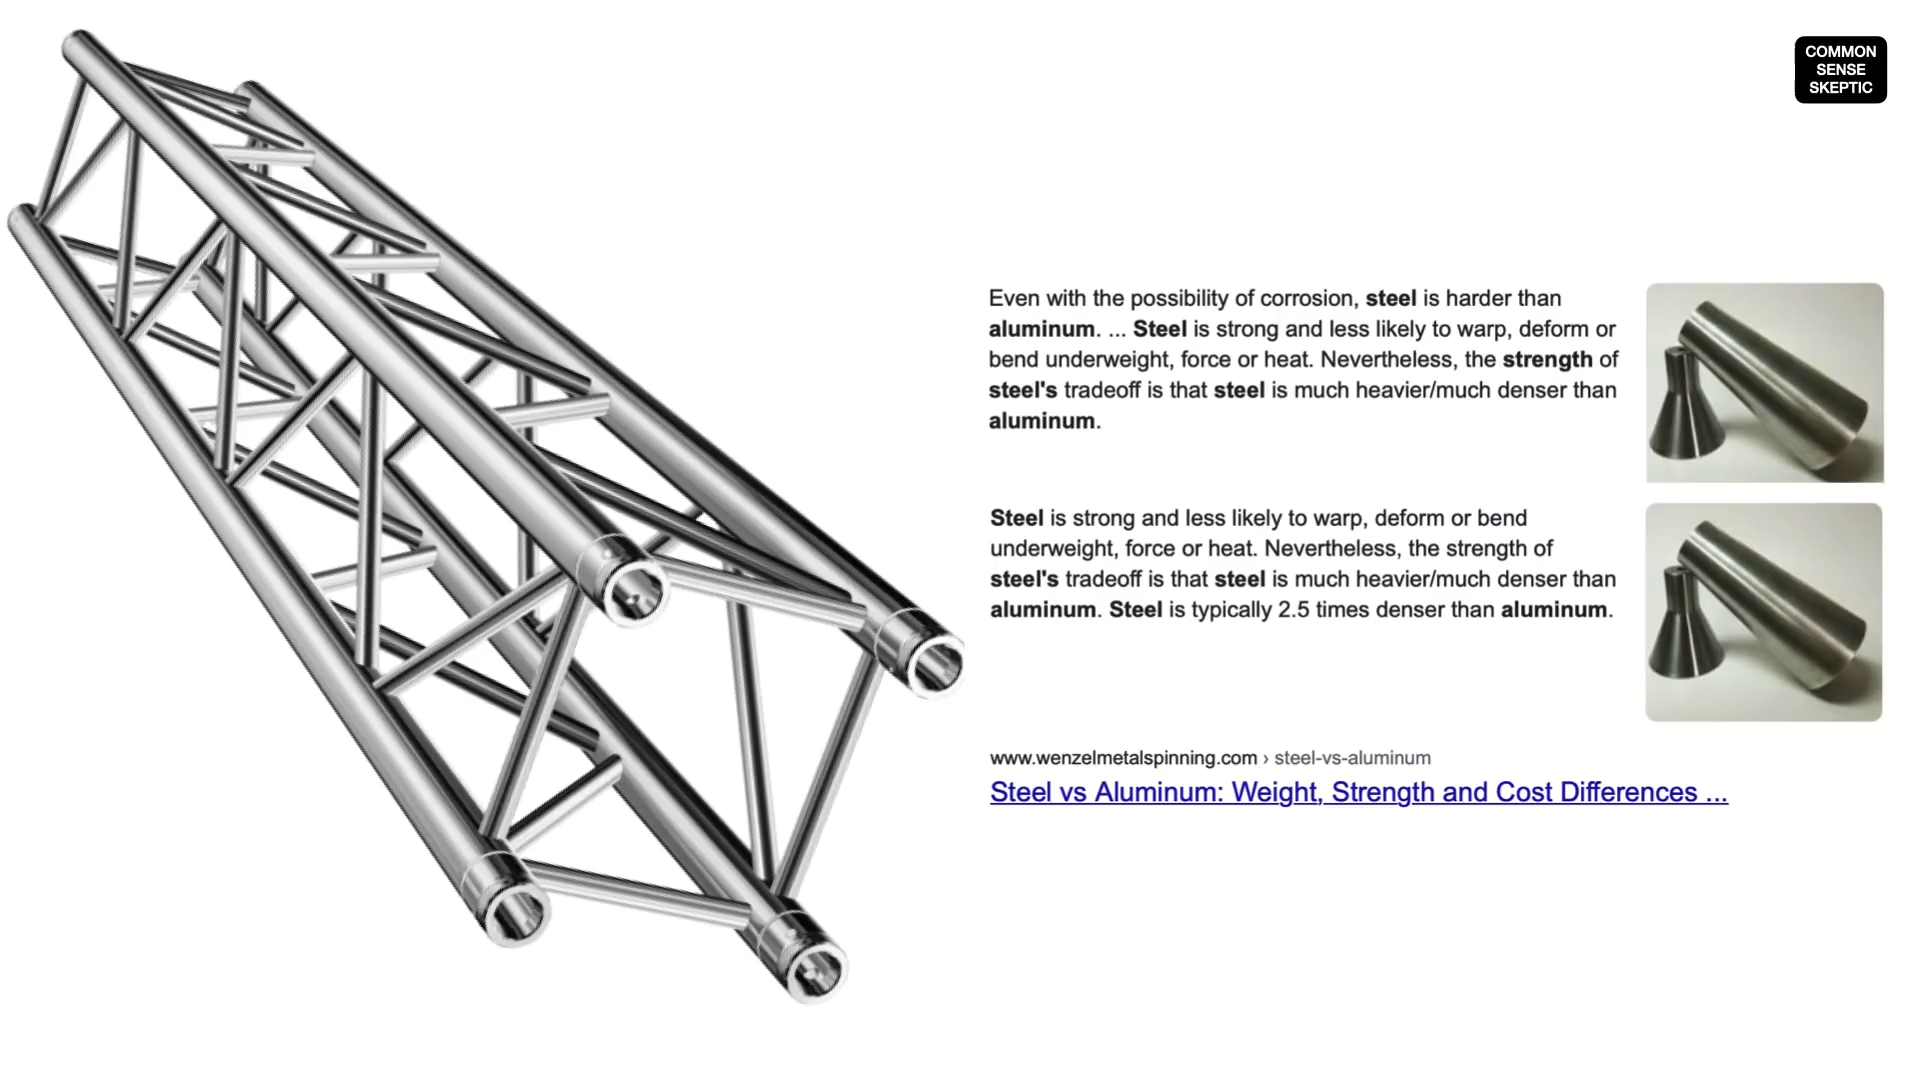 COMMON
SENSE
SKEPTIC
Even with the possibility of corrosion, steel is harder than
aluminum. ... Steel is strong and less likely to warp, deform or
bend underweight, force or heat. Nevertheless, the strength of
steel's tradeoff is that steel is much heavier/much denser than
aluminum.
Steel is strong and less likely to warp, deform or bend
underweight, force or heat. Nevertheless, the strength of
steel's tradeoff is that steel is much heavier/much denser than
aluminum. Steel is typically 2.5 times denser than aluminum.
www.wenzelmetalspinning.com › steel-vs-aluminum
Steel vs Aluminum: Weight, Strength and Cost Differences ...